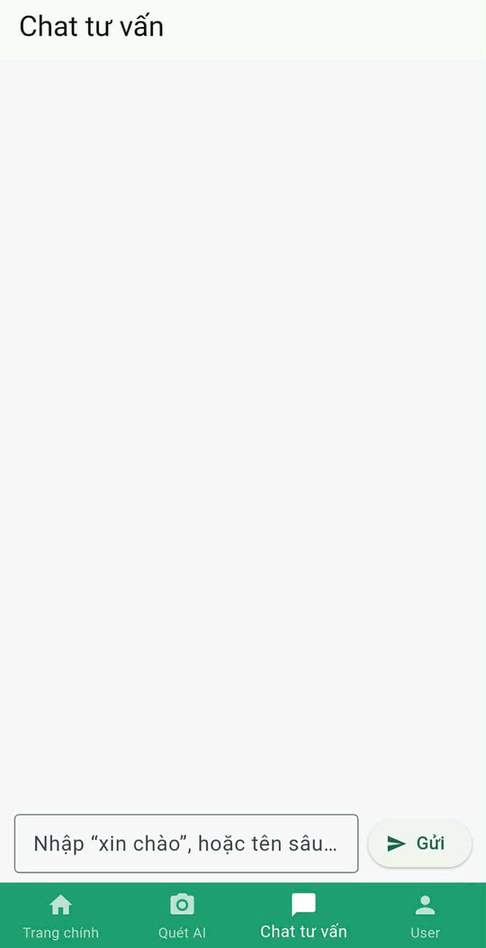 Chat tư vấn
Nhập “xin chào”, hoặc tên sâu...
Gửi
Trang chính
Quét AI
Chat tư vấn
User